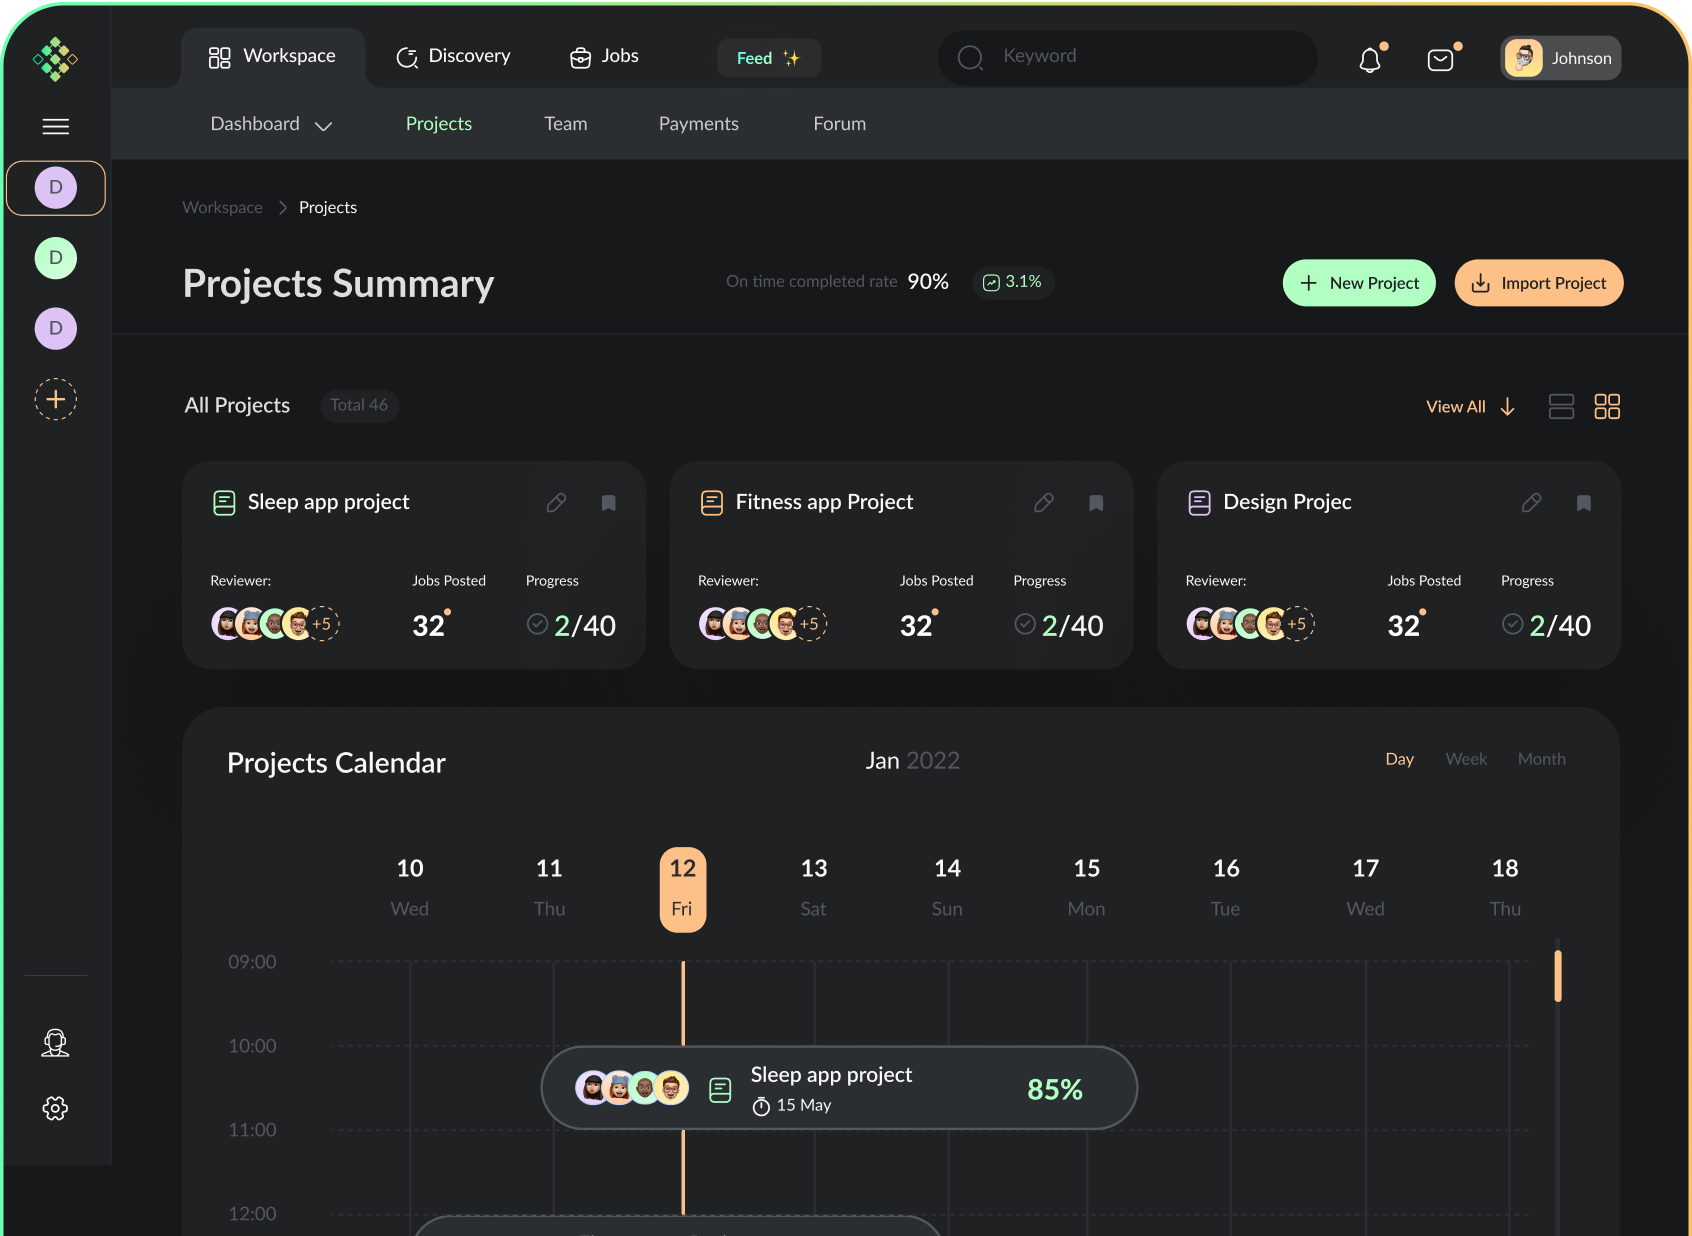 Workspace
Discovery
Jobs
Feed
Keyword
Johnson
Dashboard
Projects
Team
Payments
Forum
D
D
D
Workspace
Projects
Projects Summary
On time completed rate 90%
3.1%
New Project
Import Project
All Projects
Total 46
View All
Sleep app project
Reviewer:
Jobs Posted
Progress
+5
32
2/40
Fitness app Project
Reviewer:
Jobs Posted
Progress
+5
32
2/40
Design Projec
Reviewer:
Jobs Posted
Progress
+5
32
2/40
Projects Calendar
Jan 2022
Day
Week
Month
10
11
12
13
14
15
16
17
18
Wed
Thu
Fri
Sat
Sun
Mon
Tue
Wed
Thu
09:00
10:00
Sleep app project
15 May
85%
11:00
12:00